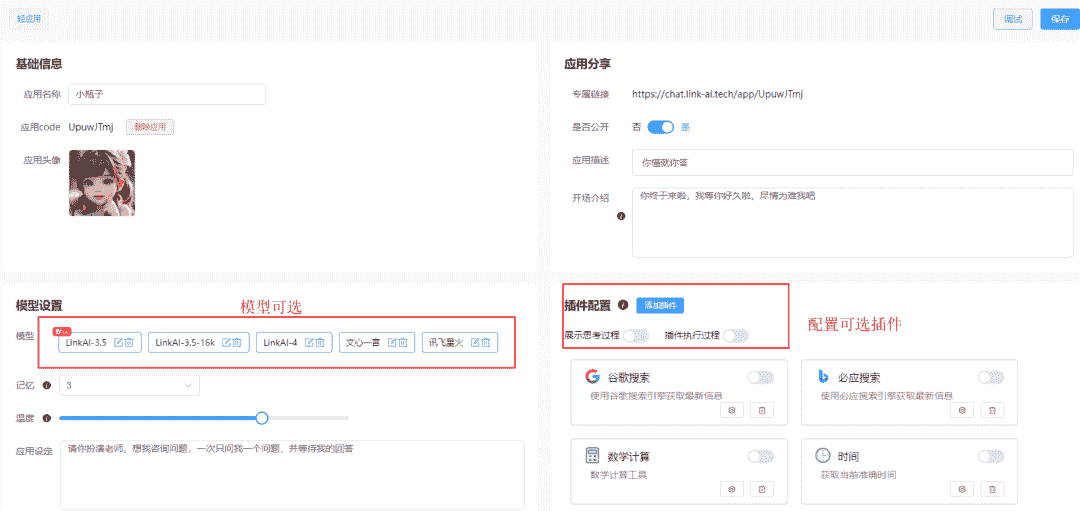 轻应用
调试
保存
基础信息
应用名称
小瓶子
应用code
UpuwJTmj
删除应用
应用头像
应用分享
专属链接
https://chat.link-ai.tech/app/UpuwJTmj
是否公开
否
是
应用描述
你懂就你答
开场介绍
你终于来啦，我等你好久啦，尽情为难我吧
模型设置
模型可选
模型
默认
LinkAI-3.5
LinkAI-3.5-16k
LinkAI-4
文心一言
讯飞星火
记忆
3
温度
应用设定
请你扮演老师，想我咨询问题，一次只问我一个问题，并等待我的回答
插件配置
添加插件
展示思考过程
插件执行过程
配置可选插件
谷歌搜索
使用谷歌搜索引擎获取最新信息
必应搜索
使用必应搜索引擎获取最新信息
数学计算
数学计算工具
时间
获取当前准确时间